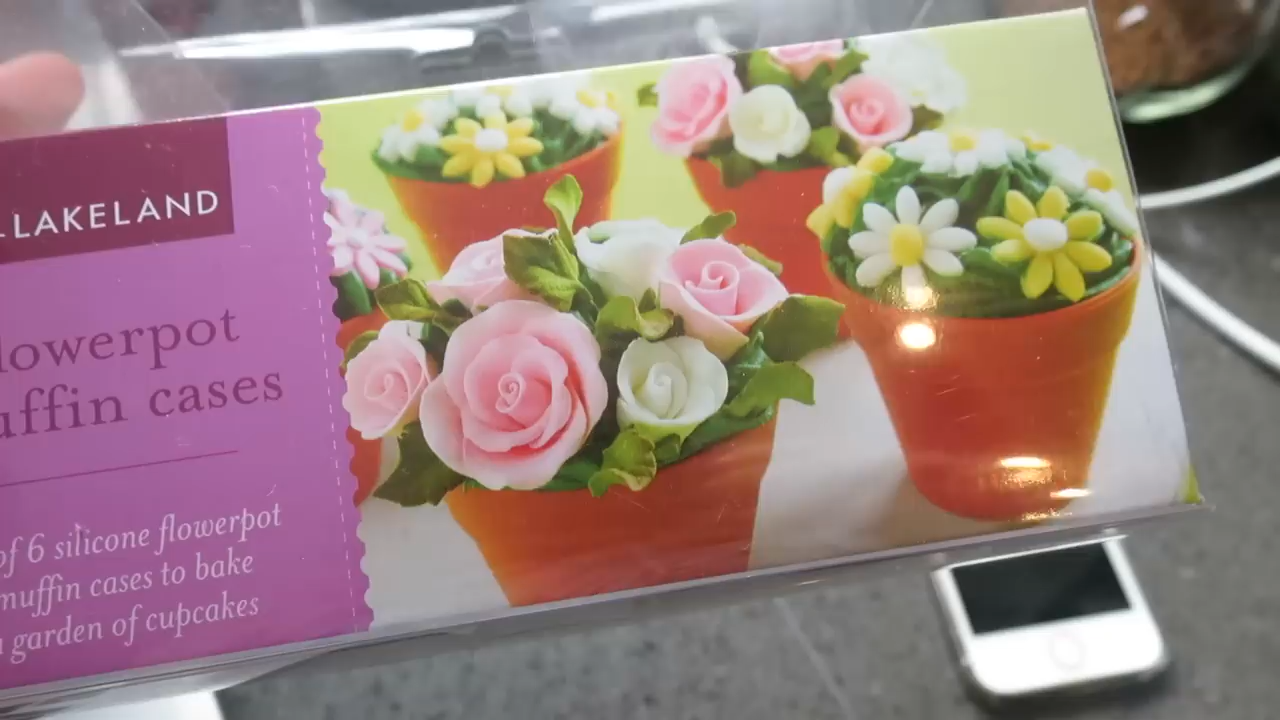 LAKELAND
lowerpot
uffin cases
of 6 silicone flowerpot
muffin cases to bake
a garden of cupcakes